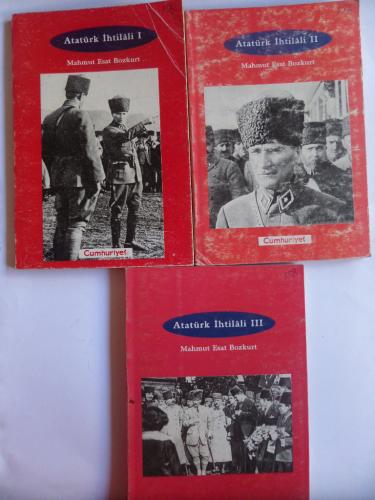 Atatürk İhtilâli I
Mahmut Esat Bozkurt
Cumhuriyet
Atatürk İhtilâli II
Mahmut Esat Bozkurt
Cumhuriyet
Atatürk İhtilâli III
Mahmut Esat Bozkurt